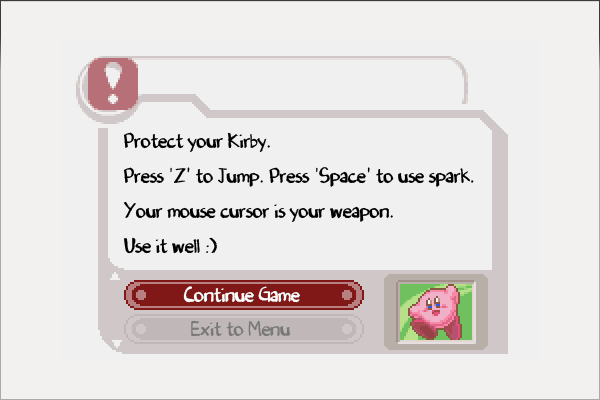 Protect your Kirby.
Press 'Z' to Jump. Press 'Space' to use spark.
Your mouse cursor is your weapon.
Use it well :)
Continue Game
Exit to Menu